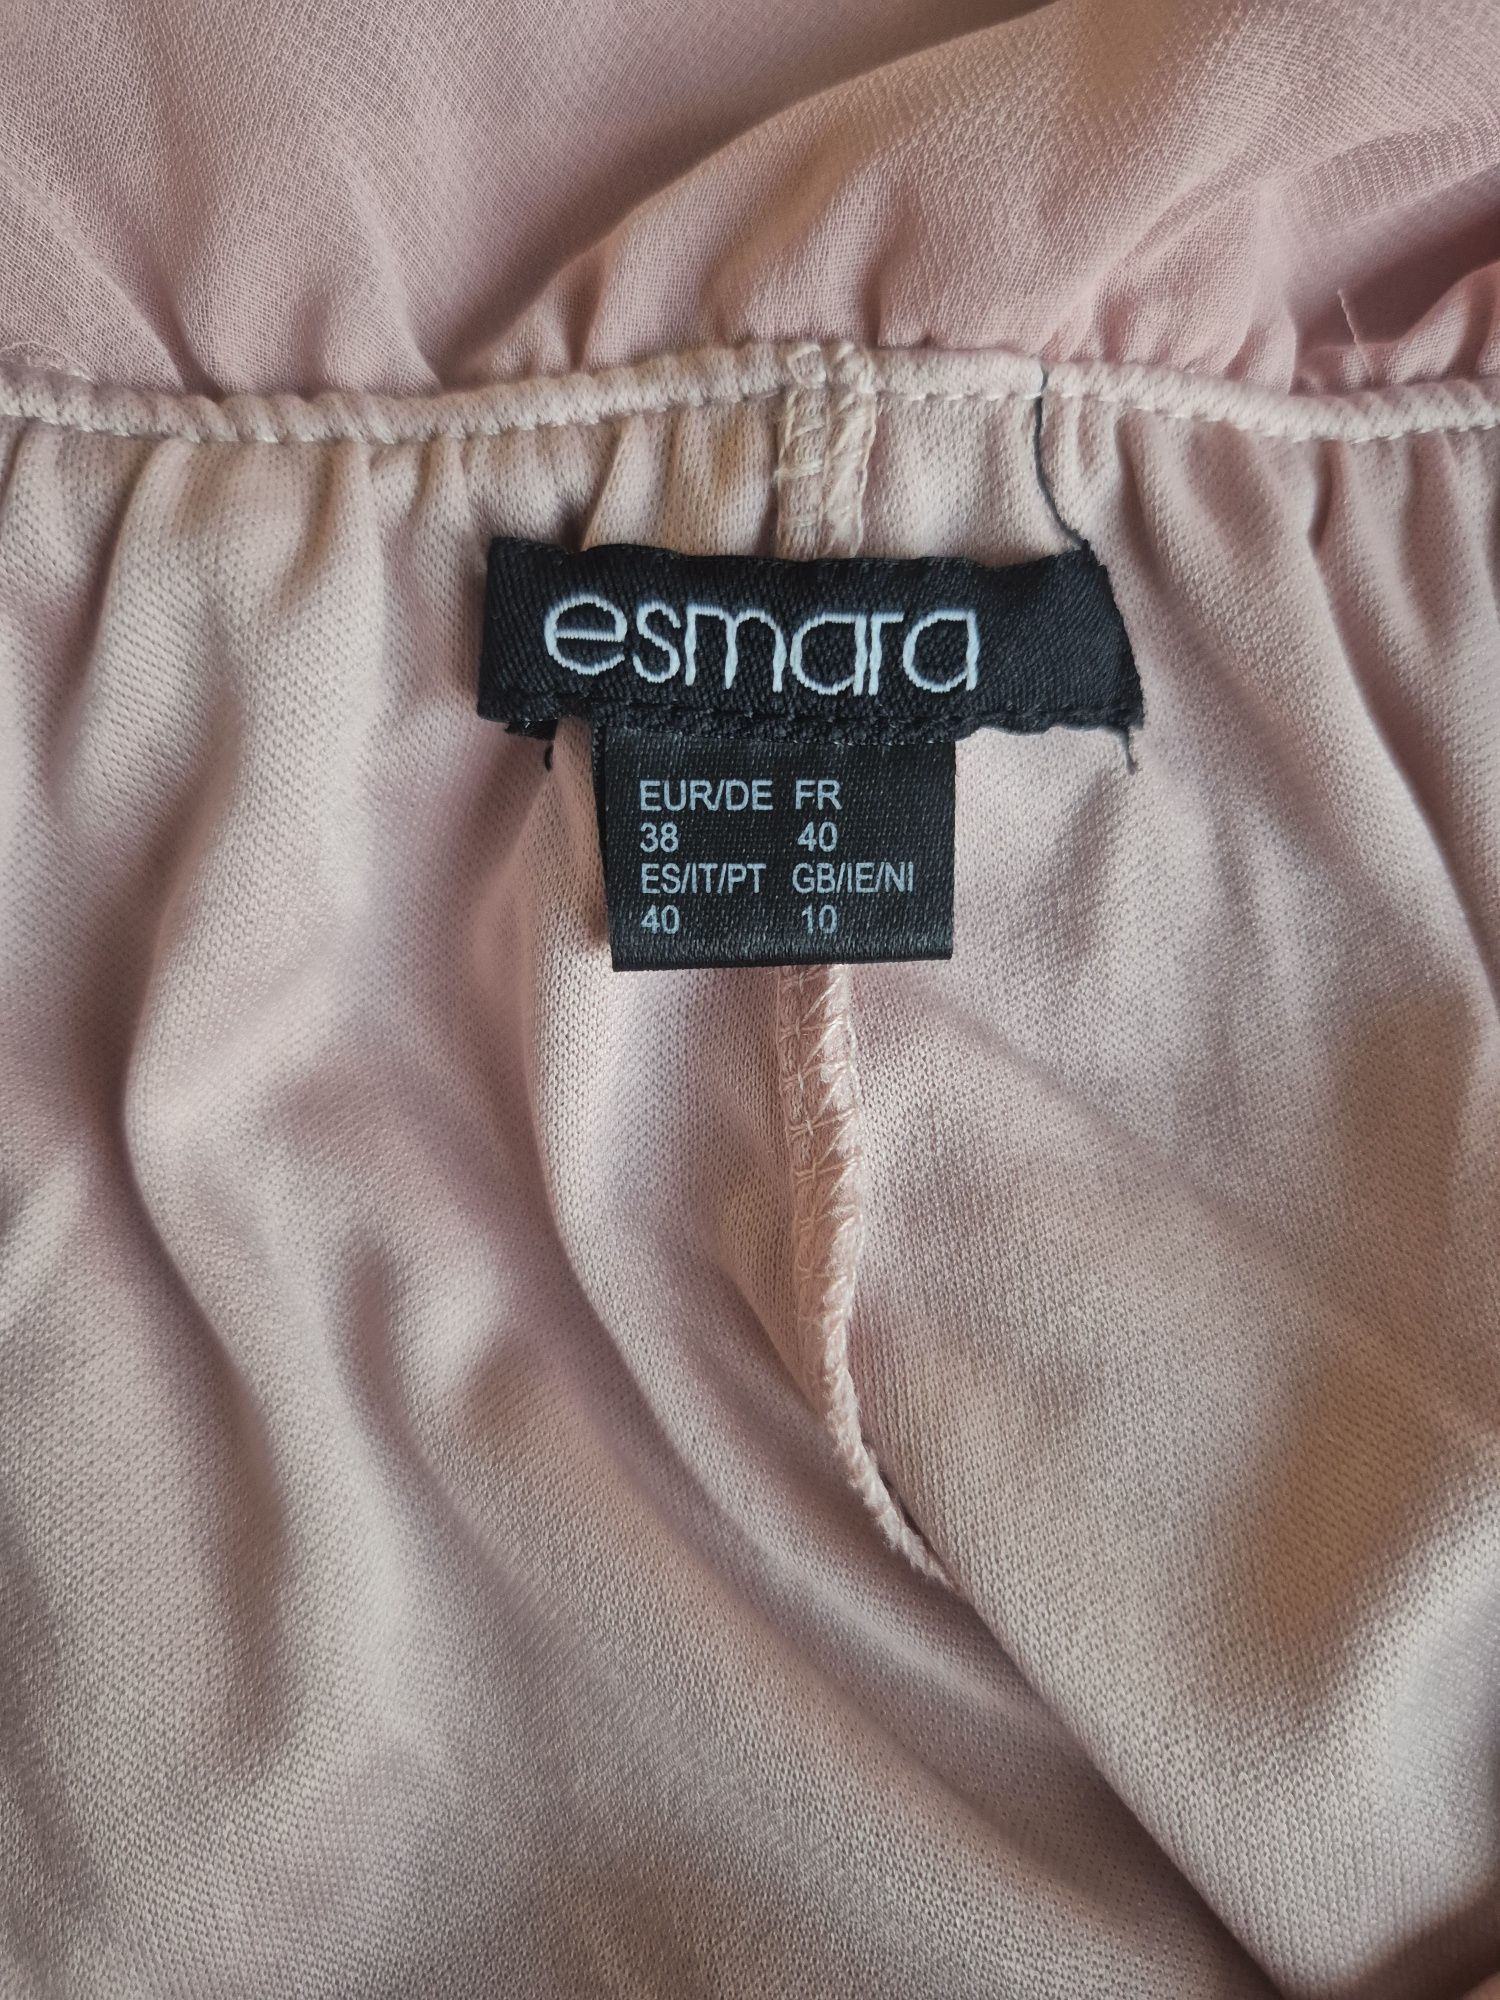 esmara
EUR/DE FR
38 40
ES/IT/PT GB/IE/NI
40 10